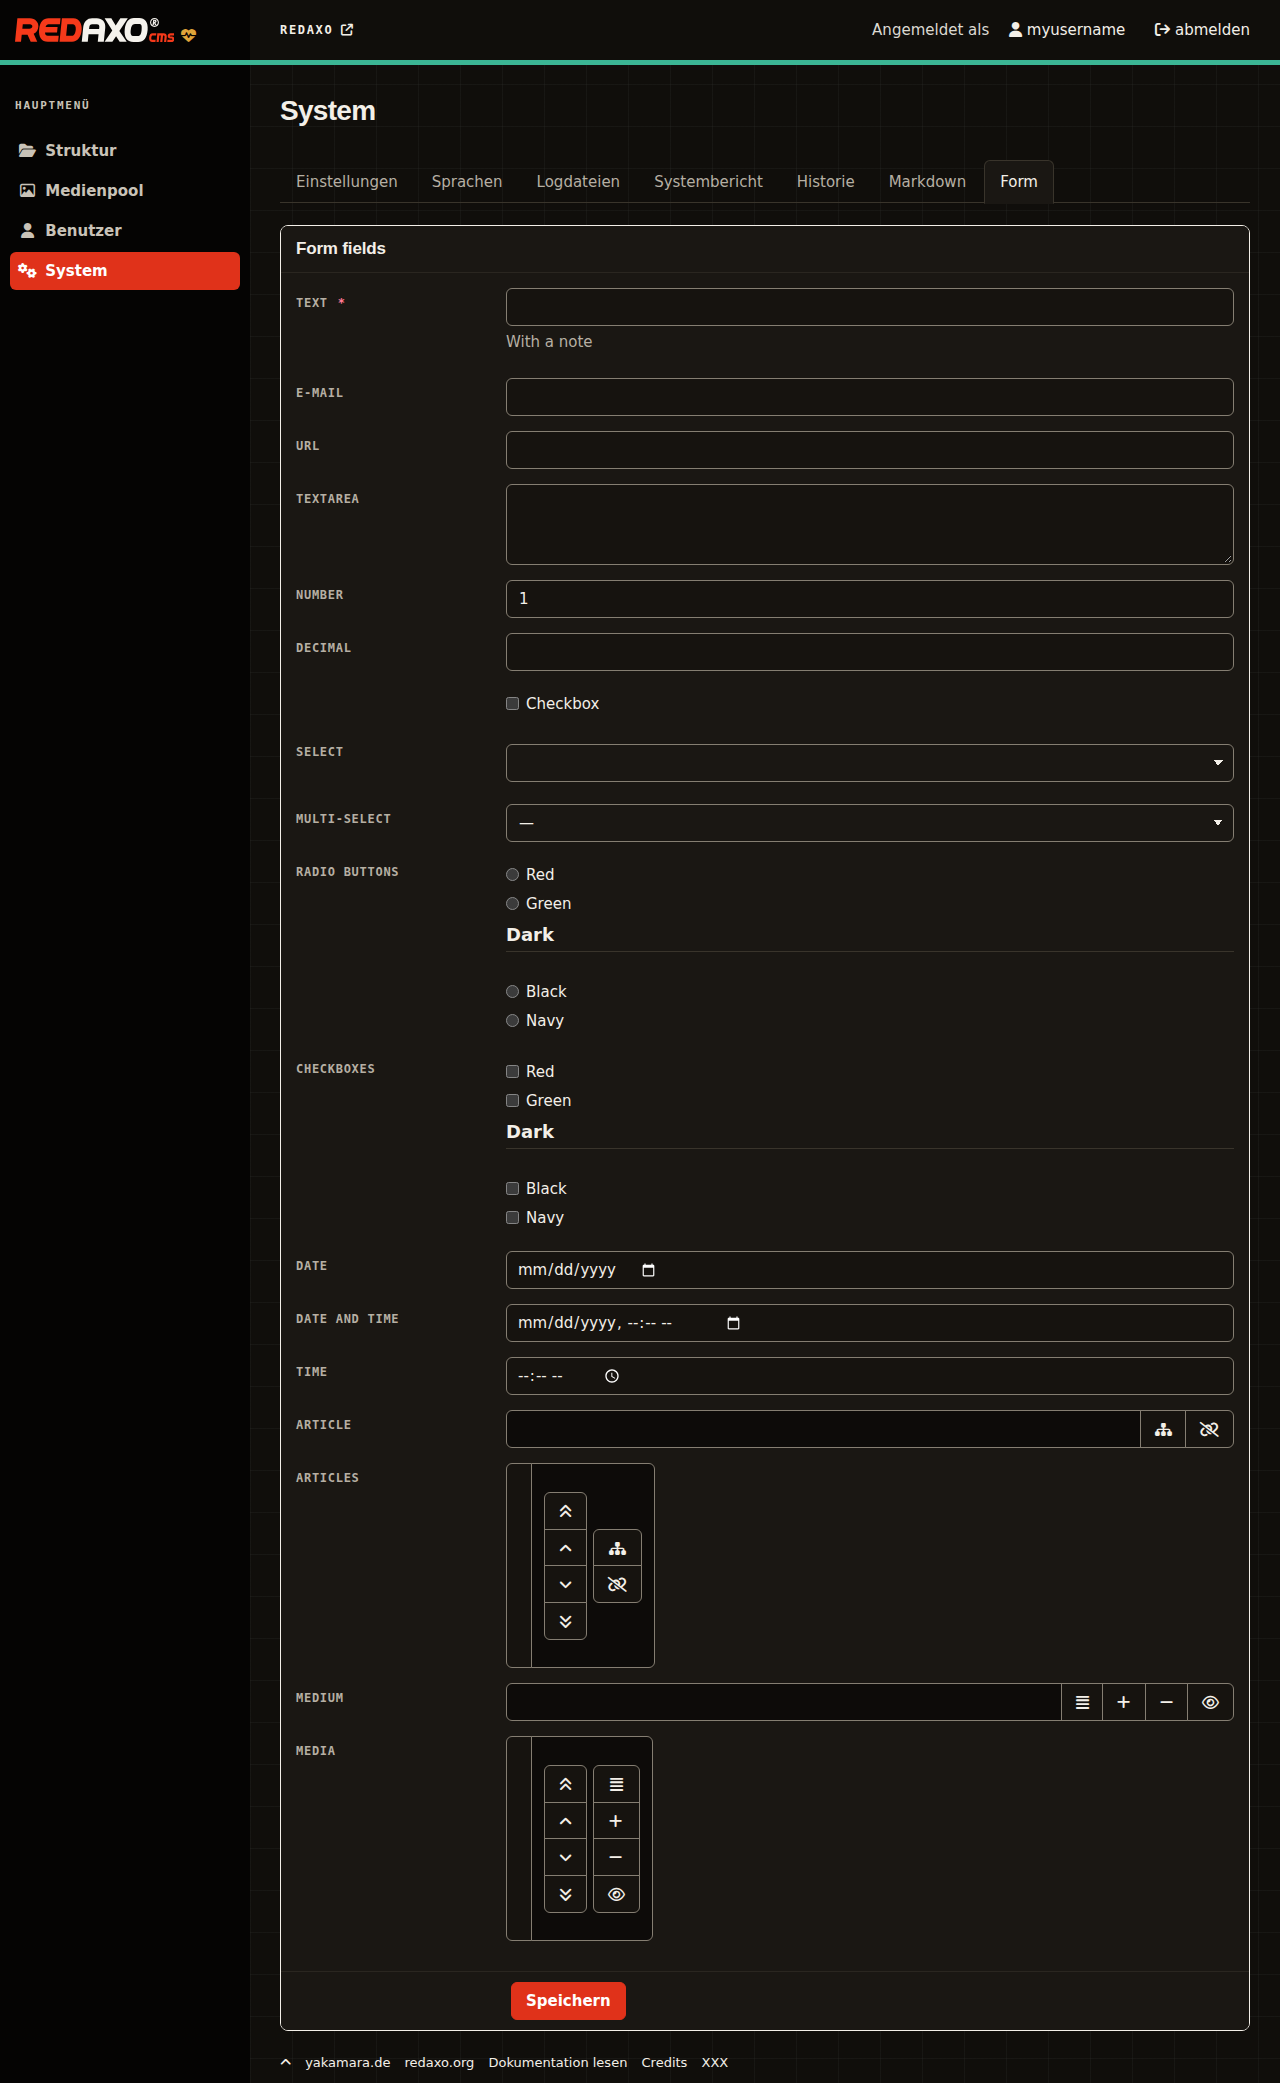 REDAXO® cms
REDAXO
Angemeldet als myusername abmelden
HAUPTMENÜ
Struktur
Medienpool
Benutzer
System
System
Einstellungen Sprachen Logdateien Systembericht Historie Markdown Form
Form fields
TEXT *
With a note
E-MAIL
URL
TEXTAREA
NUMBER
1
DECIMAL
Checkbox
SELECT
MULTI-SELECT
—
RADIO BUTTONS
Red
Green
Dark
Black
Navy
CHECKBOXES
Red
Green
Dark
Black
Navy
DATE
mm/dd/yyyy
DATE AND TIME
mm/dd/yyyy, --:-- --
TIME
--:-- --
ARTICLE
ARTICLES
MEDIUM
MEDIA
Speichern
yakamara.de redaxo.org Dokumentation lesen Credits XXX